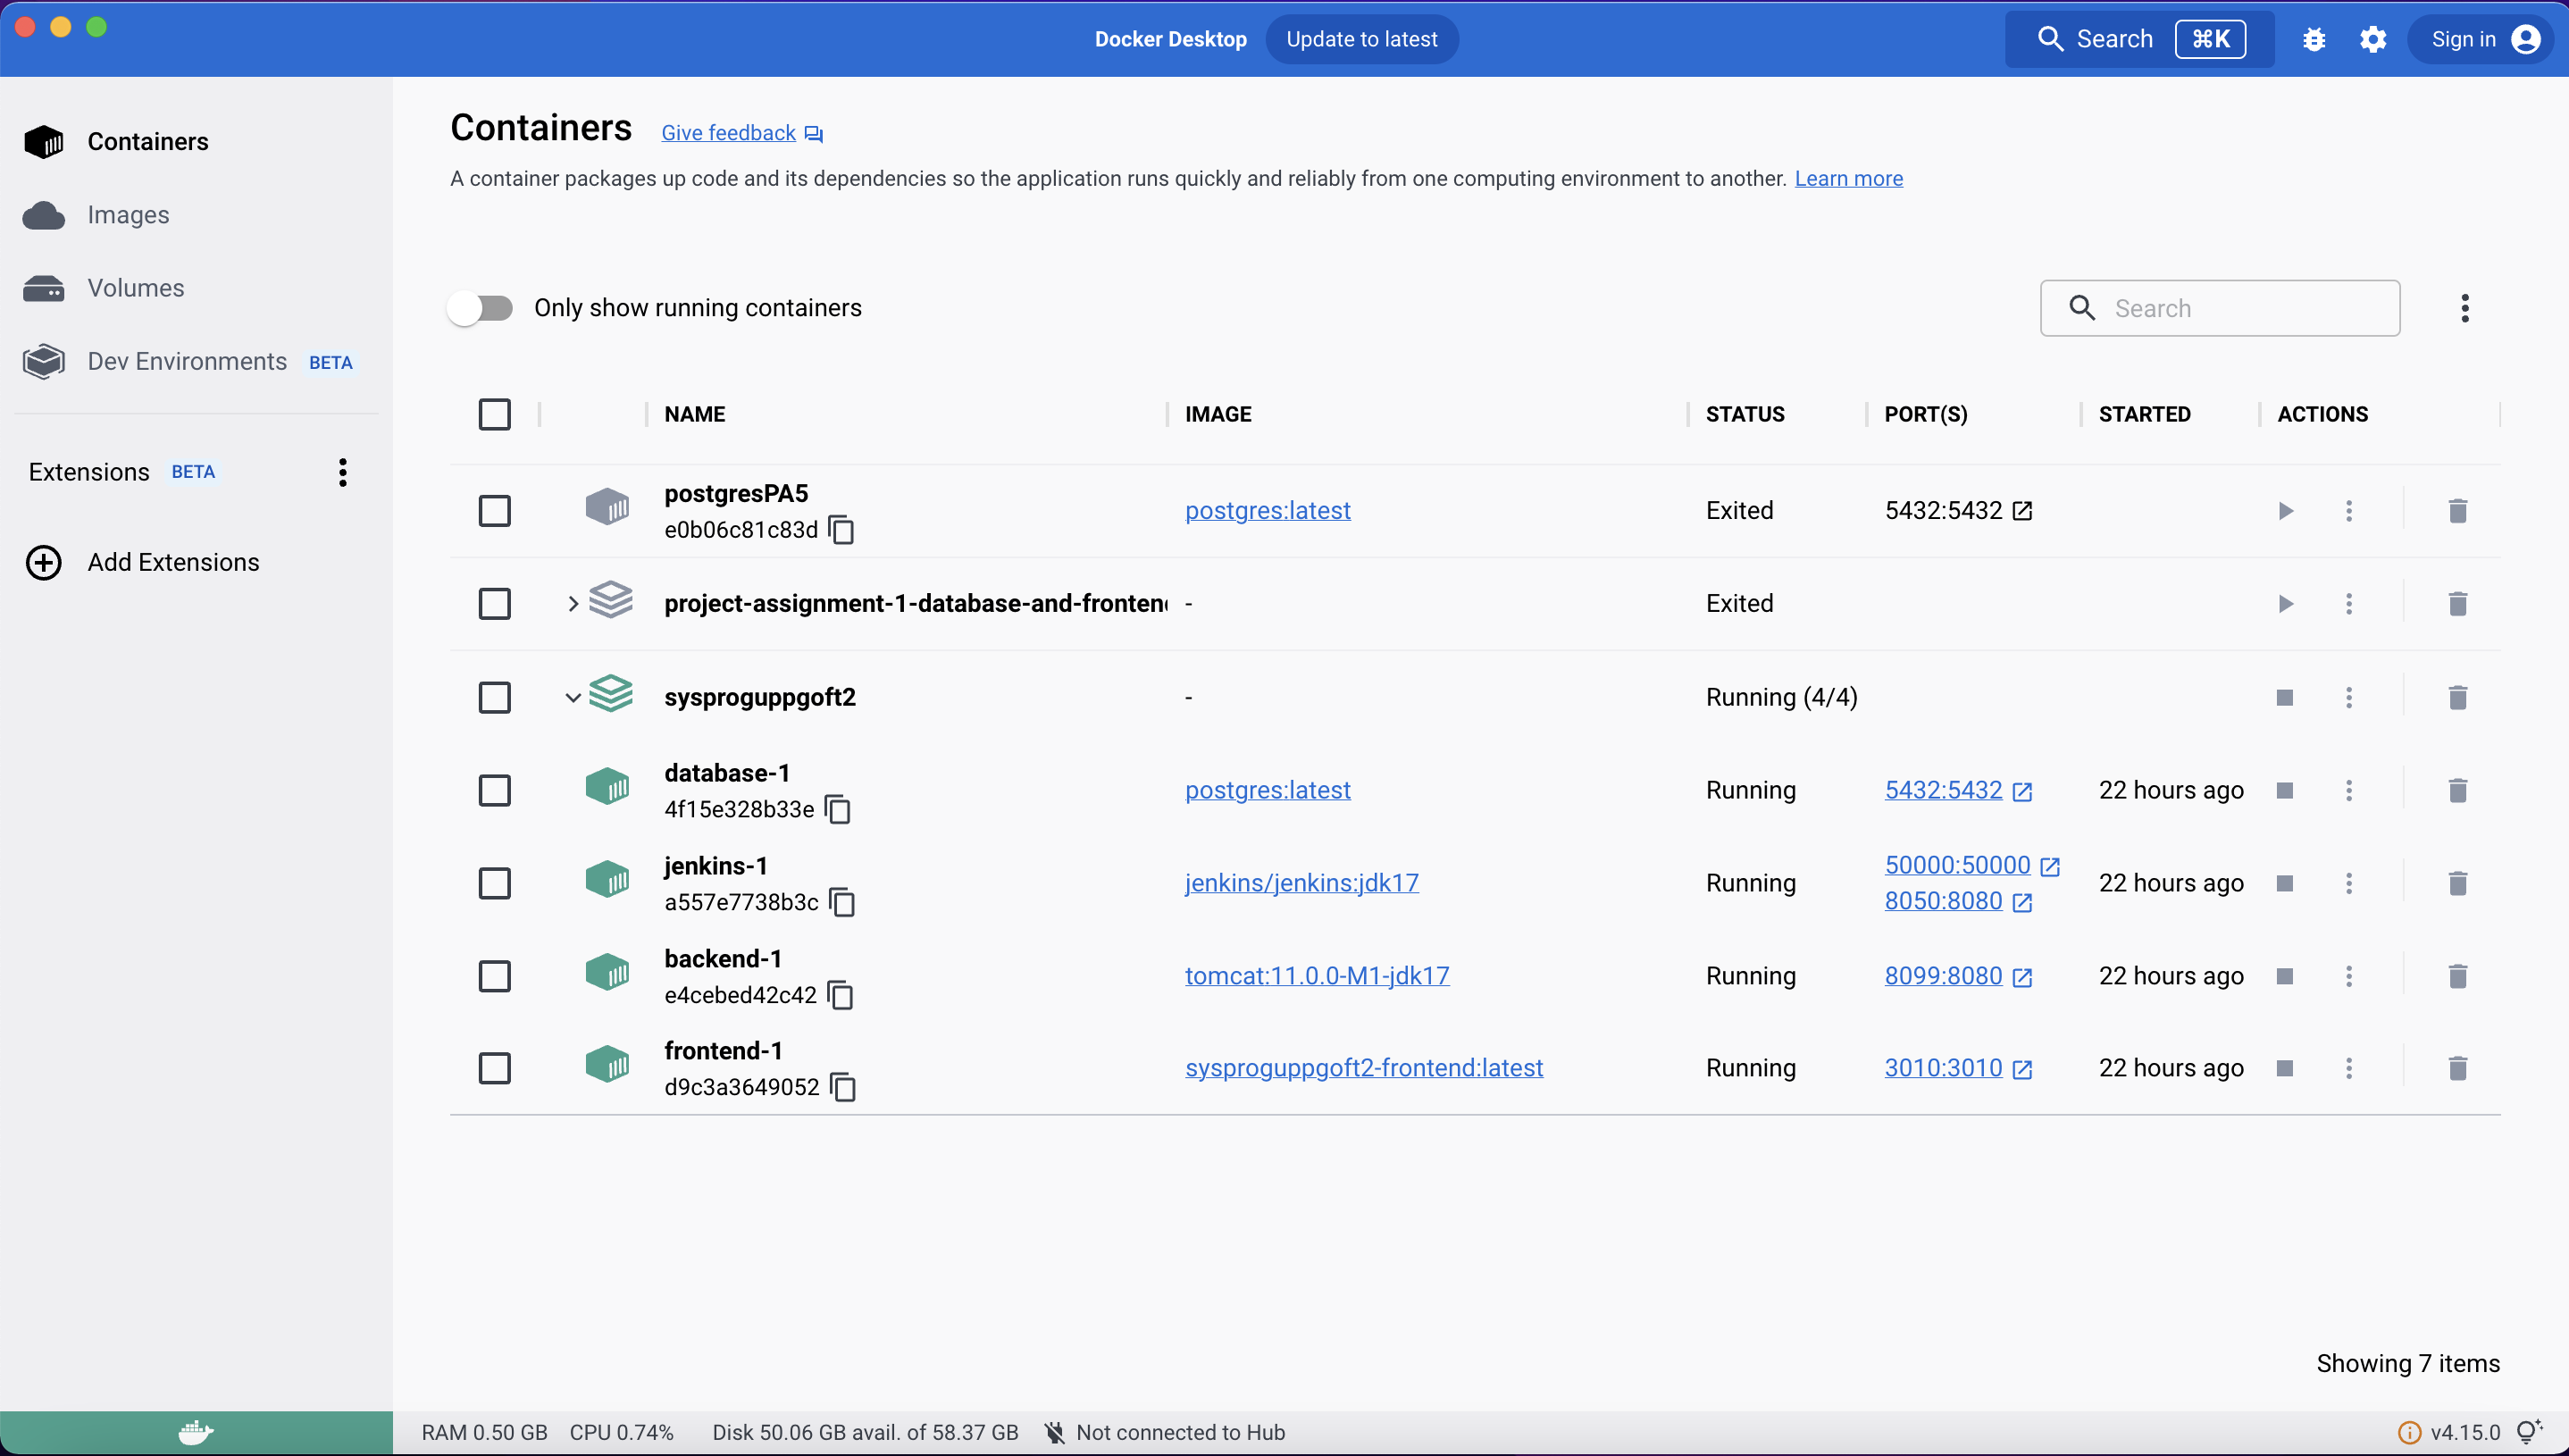 Docker Desktop Update to latest Search ⌘K Sign in
Containers
Images
Volumes
Dev Environments BETA
Extensions BETA
Add Extensions
Containers Give feedback
A container packages up code and its dependencies so the application runs quickly and reliably from one computing environment to another. Learn more
Only show running containers Search
NAME IMAGE STATUS PORT(S) STARTED ACTIONS
postgresPA5
e0b06c81c83d postgres:latest Exited 5432:5432
project-assignment-1-database-and-fronten - Exited
sysproguppgoft2 - Running (4/4)
database-1
4f15e328b33e postgres:latest Running 5432:5432 22 hours ago
jenkins-1 50000:50000
a557e7738b3c jenkins/jenkins:jdk17 Running 8050:8080 22 hours ago
backend-1
e4cebed42c42 tomcat:11.0.0-M1-jdk17 Running 8099:8080 22 hours ago
frontend-1
d9c3a3649052 sysproguppgoft2-frontend:latest Running 3010:3010 22 hours ago
Showing 7 items
RAM 0.50 GB CPU 0.74% Disk 50.06 GB avail. of 58.37 GB Not connected to Hub v4.15.0